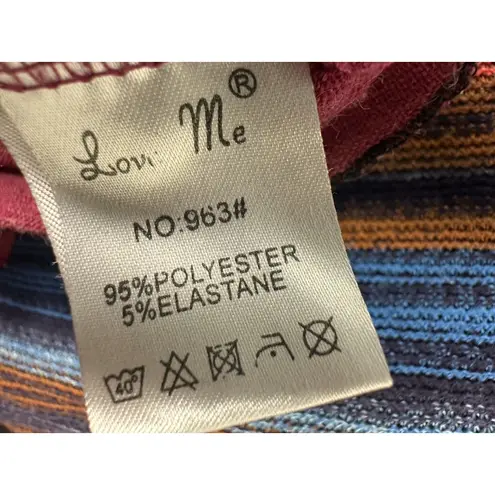 Love Me®
NO:963#
95%POLYESTER
5%ELASTANE
40°